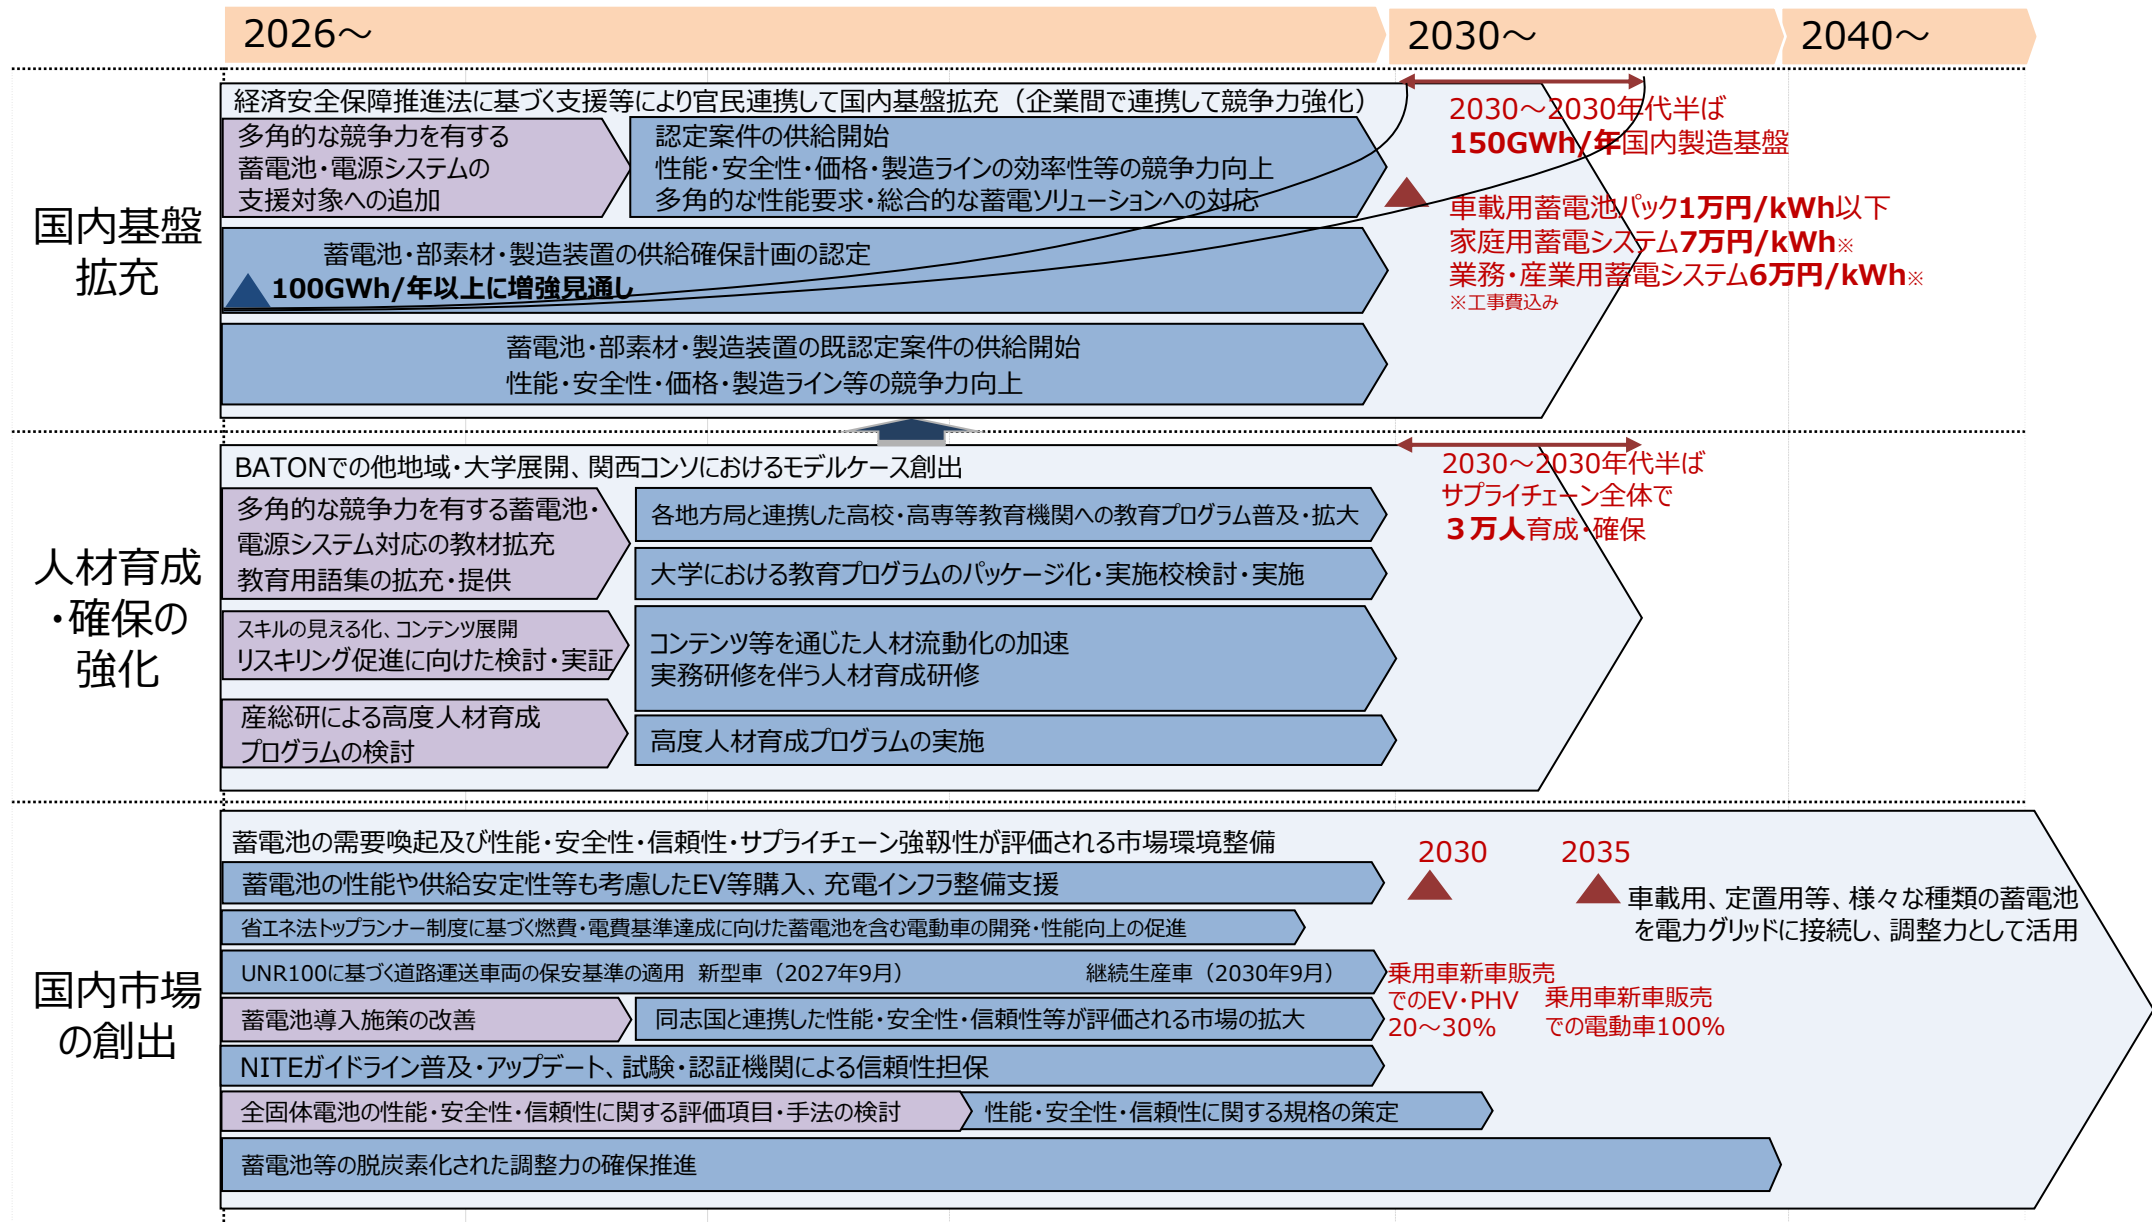 2026～
2030～
2040～
国内基盤
拡充
経済安全保障推進法に基づく支援等により官民連携して国内基盤拡充（企業間で連携して競争力強化）
多角的な競争力を有する
蓄電池・電源システムの
支援対象への追加
認定案件の供給開始
性能・安全性・価格・製造ラインの効率性等の競争力向上
多角的な性能要求・総合的な蓄電ソリューションへの対応
蓄電池・部素材・製造装置の供給確保計画の認定
100GWh/年以上に増強見通し
蓄電池・部素材・製造装置の既認定案件の供給開始
性能・安全性・価格・製造ライン等の競争力向上
2030～2030年代半ば
150GWh/年国内製造基盤
車載用蓄電池パック1万円/kWh以下
家庭用蓄電システム7万円/kWh※
業務・産業用蓄電システム6万円/kWh※
※工事費込み
人材育成
・確保の
強化
BATONでの他地域・大学展開、関西コンソにおけるモデルケース創出
多角的な競争力を有する蓄電池・
電源システム対応の教材拡充
教育用語集の拡充・提供
各地方局と連携した高校・高専等教育機関への教育プログラム普及・拡大
大学における教育プログラムのパッケージ化・実施校検討・実施
スキルの見える化、コンテンツ展開
リスキリング促進に向けた検討・実証
コンテンツ等を通じた人材流動化の加速
実務研修を伴う人材育成研修
産総研による高度人材育成
プログラムの検討
高度人材育成プログラムの実施
2030～2030年代半ば
サプライチェーン全体で
３万人育成・確保
国内市場
の創出
蓄電池の需要喚起及び性能・安全性・信頼性・サプライチェーン強靱性が評価される市場環境整備
蓄電池の性能や供給安定性等も考慮したEV等購入、充電インフラ整備支援
省エネ法トップランナー制度に基づく燃費・電費基準達成に向けた蓄電池を含む電動車の開発・性能向上の促進
UNR100に基づく道路運送車両の保安基準の適用 新型車（2027年9月） 継続生産車（2030年9月）
蓄電池導入施策の改善
同志国と連携した性能・安全性・信頼性等が評価される市場の拡大
NITEガイドライン普及・アップデート、試験・認証機関による信頼性担保
全固体電池の性能・安全性・信頼性に関する評価項目・手法の検討
性能・安全性・信頼性に関する規格の策定
蓄電池等の脱炭素化された調整力の確保推進
2030
2035
車載用、定置用等、様々な種類の蓄電池
を電力グリッドに接続し、調整力として活用
乗用車新車販売
でのEV・PHV
20～30%
乗用車新車販売
での電動車100%